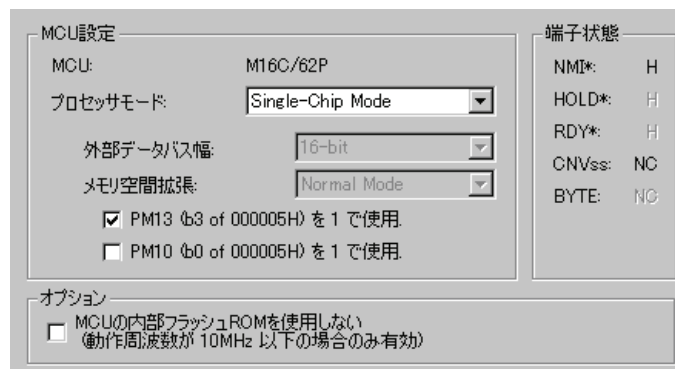 MCU設定
MCU: M16C/62P
プロセッサモード: Single-Chip Mode
外部データバス幅: 16-bit
メモリ空間拡張: Normal Mode
PM13 (b3 of 000005H) を 1 で使用.
PM10 (b0 of 000005H) を 1 で使用.
端子状態
NMI*: H
HOLD*: H
RDY*: H
CNVss: NC
BYTE: NC
オプション
MCUの内部フラッシュROMを使用しない
(動作周波数が 10MHz 以下の場合のみ有効)